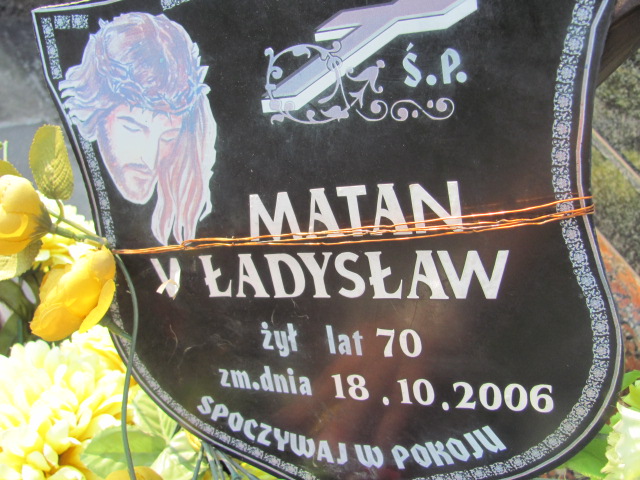 Ś.P.
MATAN
WŁADYSŁAW
żył lat 70
zm.dnia 18.10.2006
SPOCZYWAJ W POKOJU